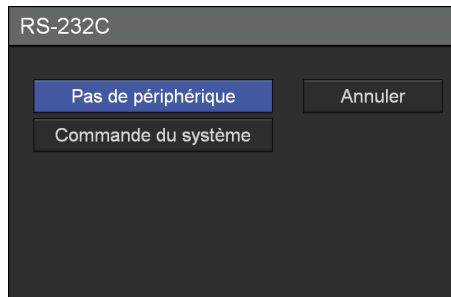 RS-232C
Pas de périphérique
Annuler
Commande du système